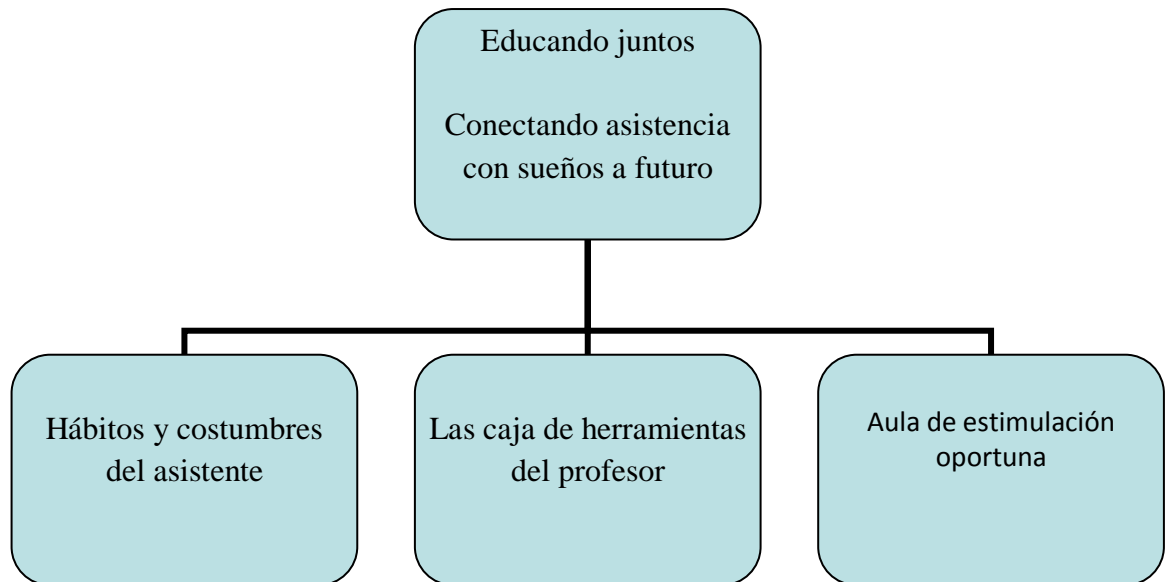 Educando juntos
Conectando asistencia
con sueños a futuro
Hábitos y costumbres
del asistente
Las caja de herramientas
del profesor
Aula de estimulación
oportuna